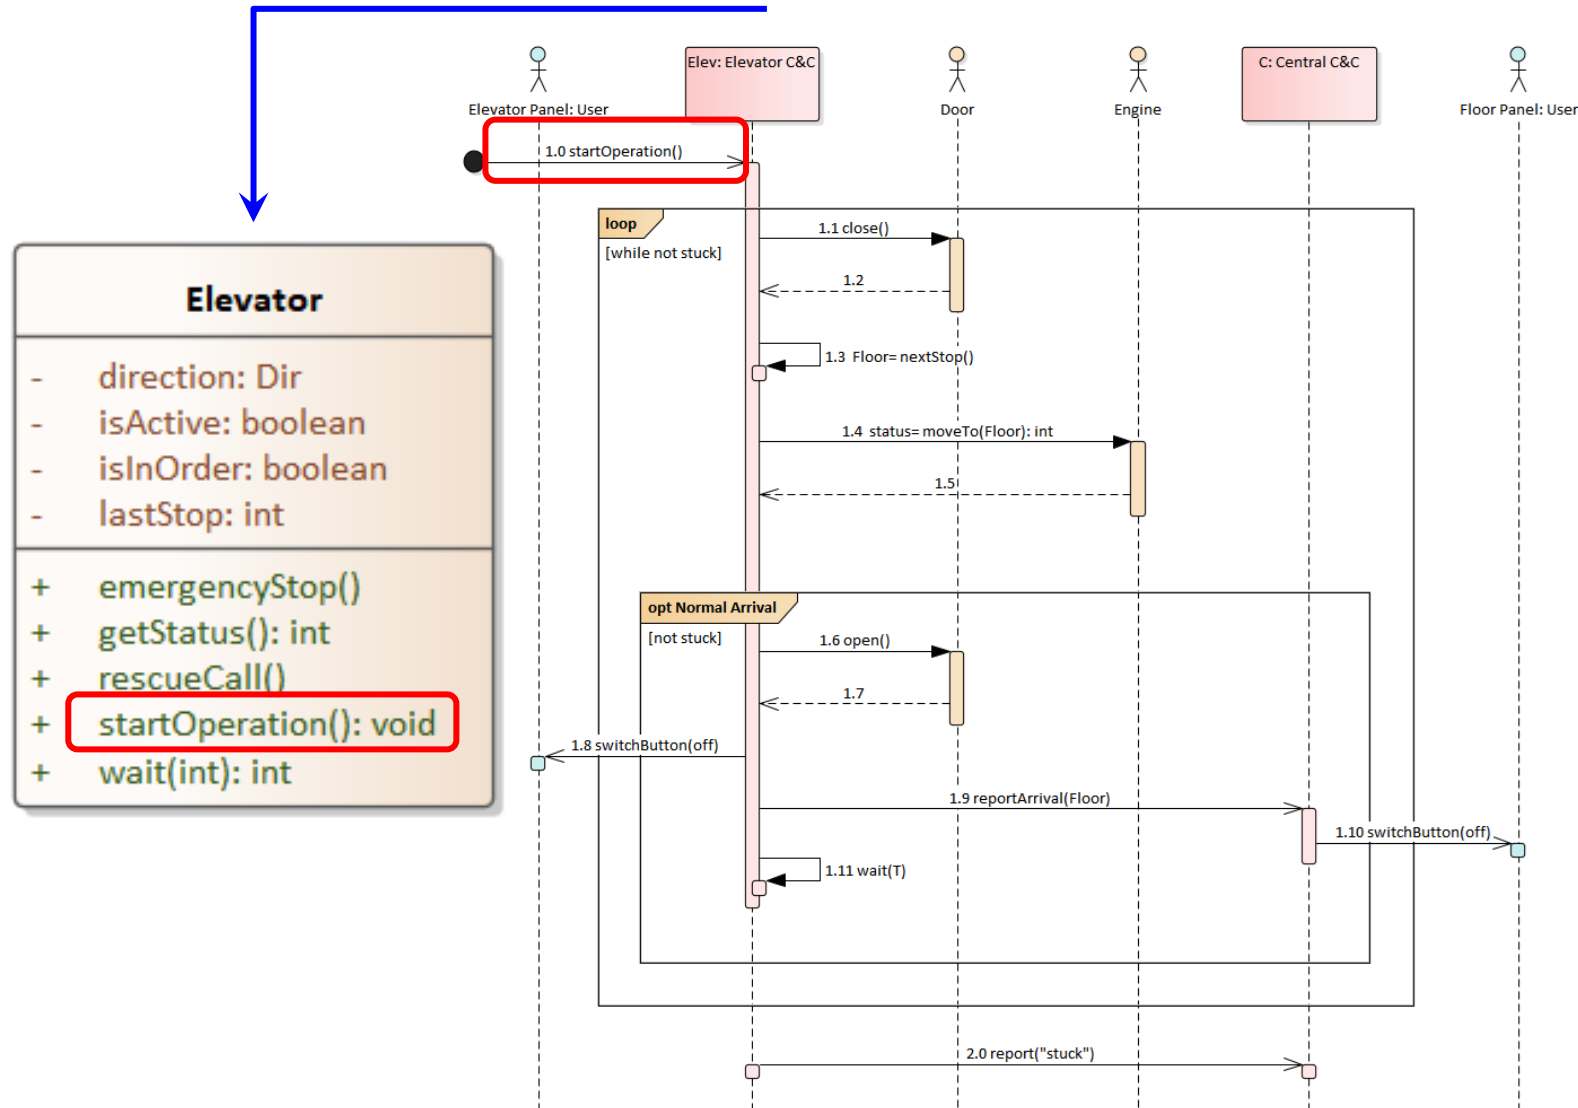 Elevator Panel: User
Elev: Elevator C&C
Door
Engine
C: Central C&C
Floor Panel: User
1.0 startOperation()
loop
[while not stuck]
1.1 close()
1.2
1.3 Floor= nextStop()
1.4 status= moveTo(Floor): int
1.5
opt Normal Arrival
[not stuck]
1.6 open()
1.7
1.8 switchButton(off)
1.9 reportArrival(Floor)
1.10 switchButton(off)
1.11 wait(T)
2.0 report("stuck")
Elevator
- direction: Dir
- isActive: boolean
- isInOrder: boolean
- lastStop: int
+ emergencyStop()
+ getStatus(): int
+ rescueCall()
+ startOperation(): void
+ wait(int): int